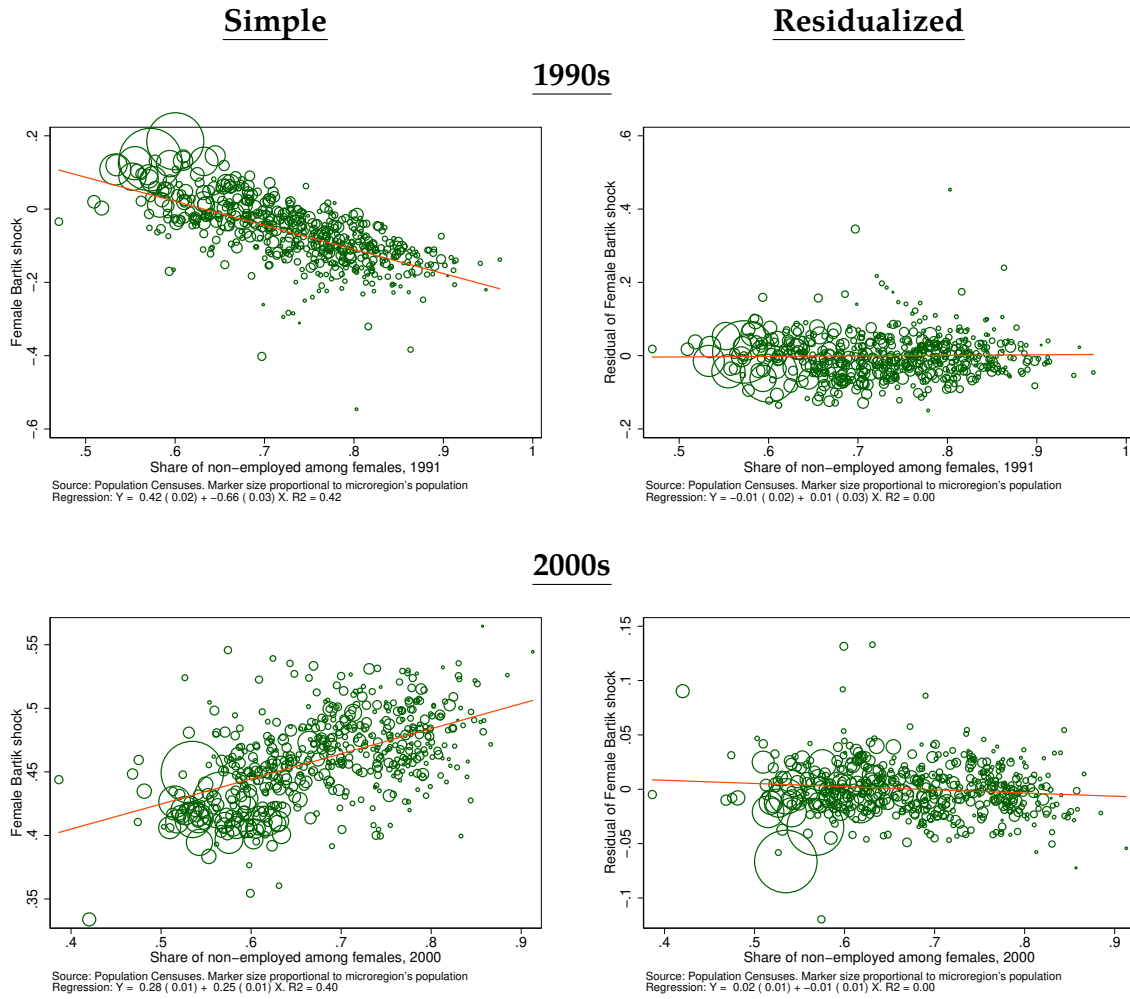 Simple
Residualized
1990s
.2
0
-.2
-.4
-.6
Female Bartik shock
.5 .6 .7 .8 .9 1
Share of non-employed among females, 1991
Source: Population Censuses. Marker size proportional to microregion's population
Regression: Y = 0.42 ( 0.02) + −0.66 ( 0.03) X. R2 = 0.42
.6
.4
.2
0
-.2
Residual of Female Bartik shock
.5 .6 .7 .8 .9 1
Share of non-employed among females, 1991
Source: Population Censuses. Marker size proportional to microregion's population
Regression: Y = −0.01 ( 0.02) + 0.01 ( 0.03) X. R2 = 0.00
2000s
.55
.5
.45
.4
.35
Female Bartik shock
.4 .5 .6 .7 .8 .9
Share of non-employed among females, 2000
Source: Population Censuses. Marker size proportional to microregion's population
Regression: Y = 0.28 ( 0.01) + 0.25 ( 0.01) X. R2 = 0.40
.15
.1
.05
0
-.05
-.1
Residual of Female Bartik shock
.4 .5 .6 .7 .8 .9
Share of non-employed among females, 2000
Source: Population Censuses. Marker size proportional to microregion's population
Regression: Y = 0.02 ( 0.01) + −0.01 ( 0.01) X. R2 = 0.00